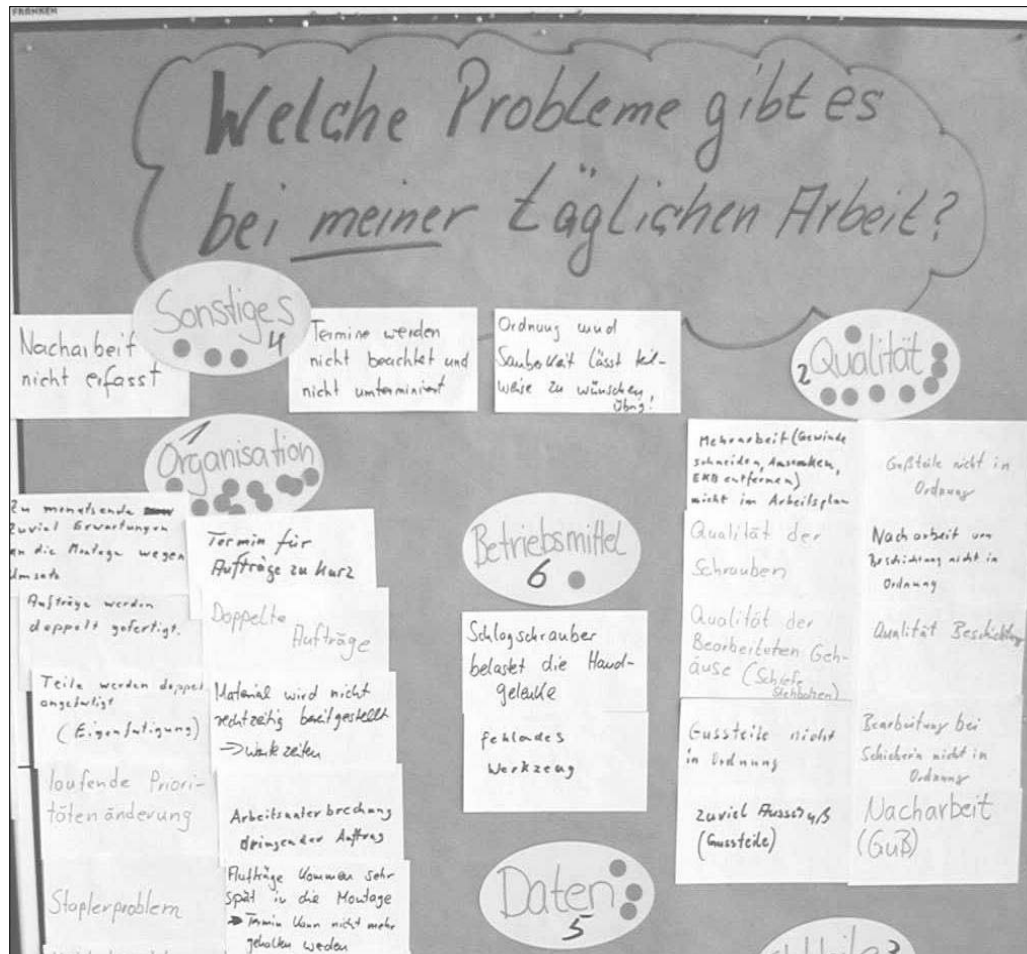 FRANKEN
Welche Probleme gibt es
bei meiner täglichen Arbeit?
Sonstiges
4
Nacharbeit
nicht erfasst
Termine werden
nicht beachtet und
nicht umterminiert
Ordnung und
Sauberkeit lässt teil-
weise zu wünschen
übrig!
1
Organisation
Zu monatsende
zuviel Erwartungen
an die Montage wegen
Umsatz
Aufträge werden
doppelt gefertigt.
Teile werden doppel
angefertigt
(Eigenfertigung)
laufende Priori-
tätenänderung
Staplerproblem
Termin für
Aufträge zu kurz
Doppelte
Aufträge
Material wird nicht
rechtzeitig bereitgestellt
→ Wartezeiten
Arbeitsunterbrechung
dringender Auftrag
Aufträge kommen sehr
spät in die Montage
→ Termin kann nicht mehr
gehalten weden
Betriebsmittel
6
Schlagschrauber
belastet die Hand-
gelenke
fehlendes
Werkzeug
Daten
5
2 Qualität
Mehrarbeit (Gewinde
schneiden, Ansenken,
EKB entfernen)
nicht im Arbeitsplan
Qualität der
Schrauben
Qualität der
Bearbeiteten Geh-
äuse (Schiefe
Stehbolzen)
Gussteile nicht
in Ordnung
zuviel Ausschuß
(Gussteile)
Gußteile nicht in
Ordnung
Nacharbeit von
Beschichtung nicht in
Ordnung
Qualität Beschichtung
Bearbeitung bei
Schiebern nicht in
Ordnung
Nacharbeit
(Guß)
3